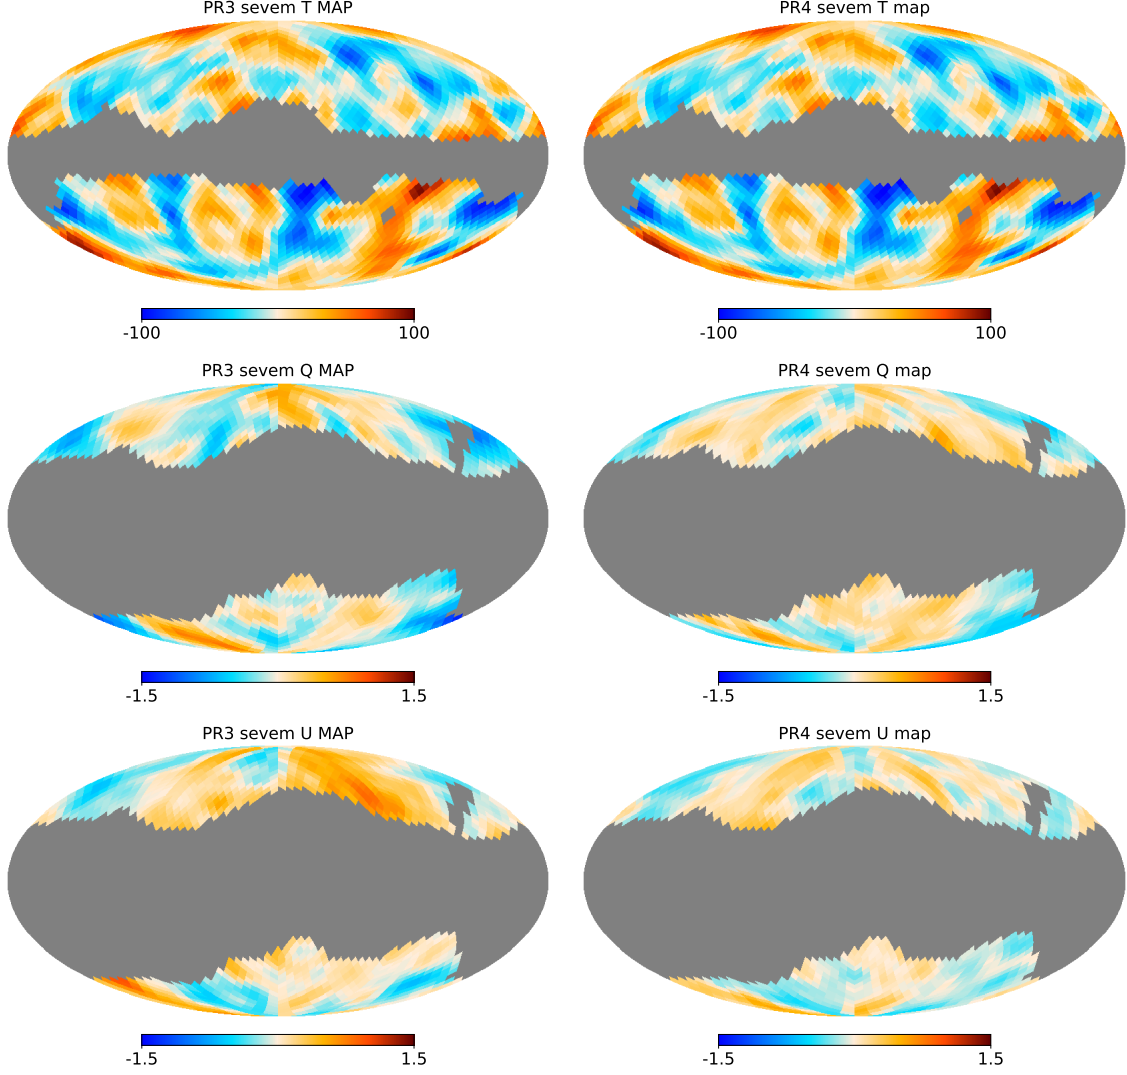 PR3 sevem T MAP
PR4 sevem T map
-100 100
-100 100
PR3 sevem Q MAP
PR4 sevem Q map
-1.5 1.5
-1.5 1.5
PR3 sevem U MAP
PR4 sevem U map
-1.5 1.5
-1.5 1.5